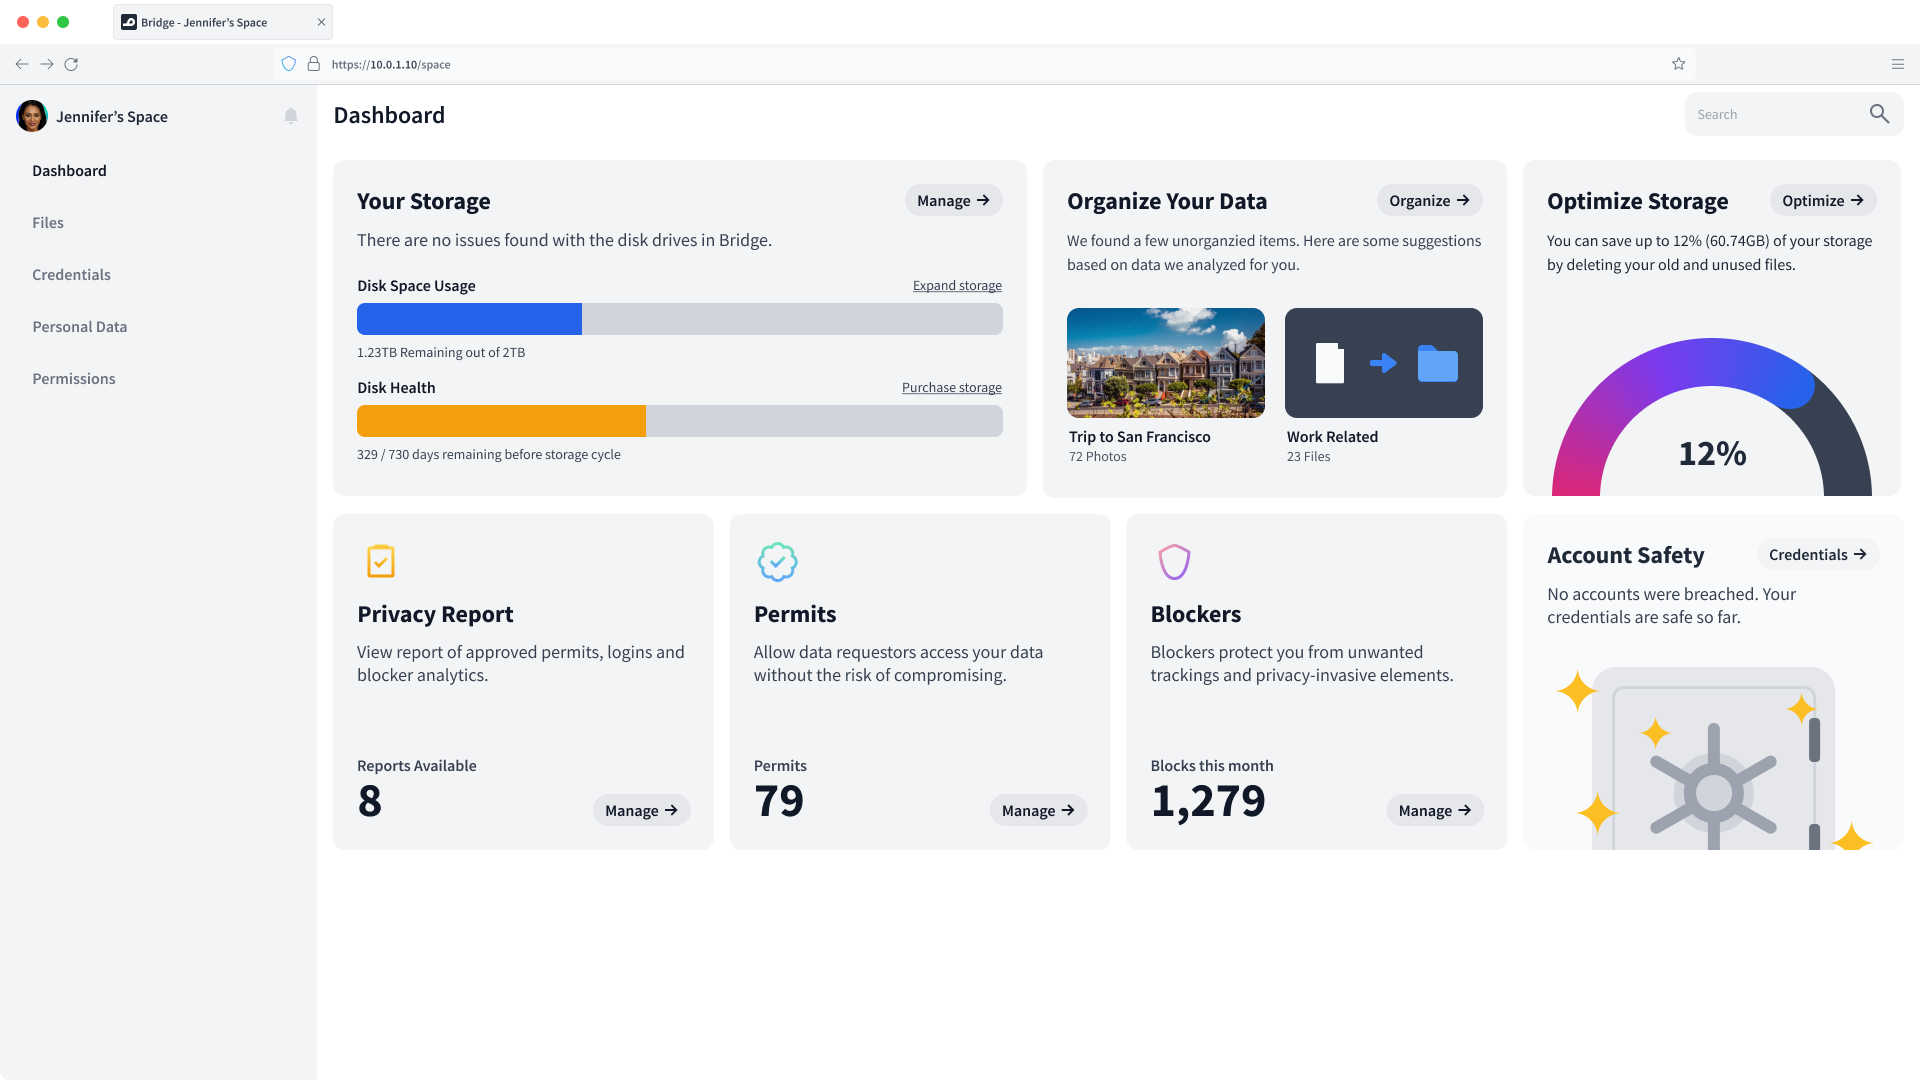 Bridge - Jennifer’s Space
https://10.0.1.10/space
Jennifer’s Space
Dashboard
Files
Credentials
Personal Data
Permissions
Dashboard
Search
Your Storage
Manage
There are no issues found with the disk drives in Bridge.
Disk Space Usage
Expand storage
1.23TB Remaining out of 2TB
Disk Health
Purchase storage
329 / 730 days remaining before storage cycle
Organize Your Data
Organize
We found a few unorganzied items. Here are some suggestions
based on data we analyzed for you.
Trip to San Francisco
72 Photos
Work Related
23 Files
Optimize Storage
Optimize
You can save up to 12% (60.74GB) of your storage
by deleting your old and unused files.
12%
Privacy Report
View report of approved permits, logins and
blocker analytics.
Reports Available
8
Manage
Permits
Allow data requestors access your data
without the risk of compromising.
Permits
79
Manage
Blockers
Blockers protect you from unwanted
trackings and privacy-invasive elements.
Blocks this month
1,279
Manage
Account Safety
Credentials
No accounts were breached. Your
credentials are safe so far.